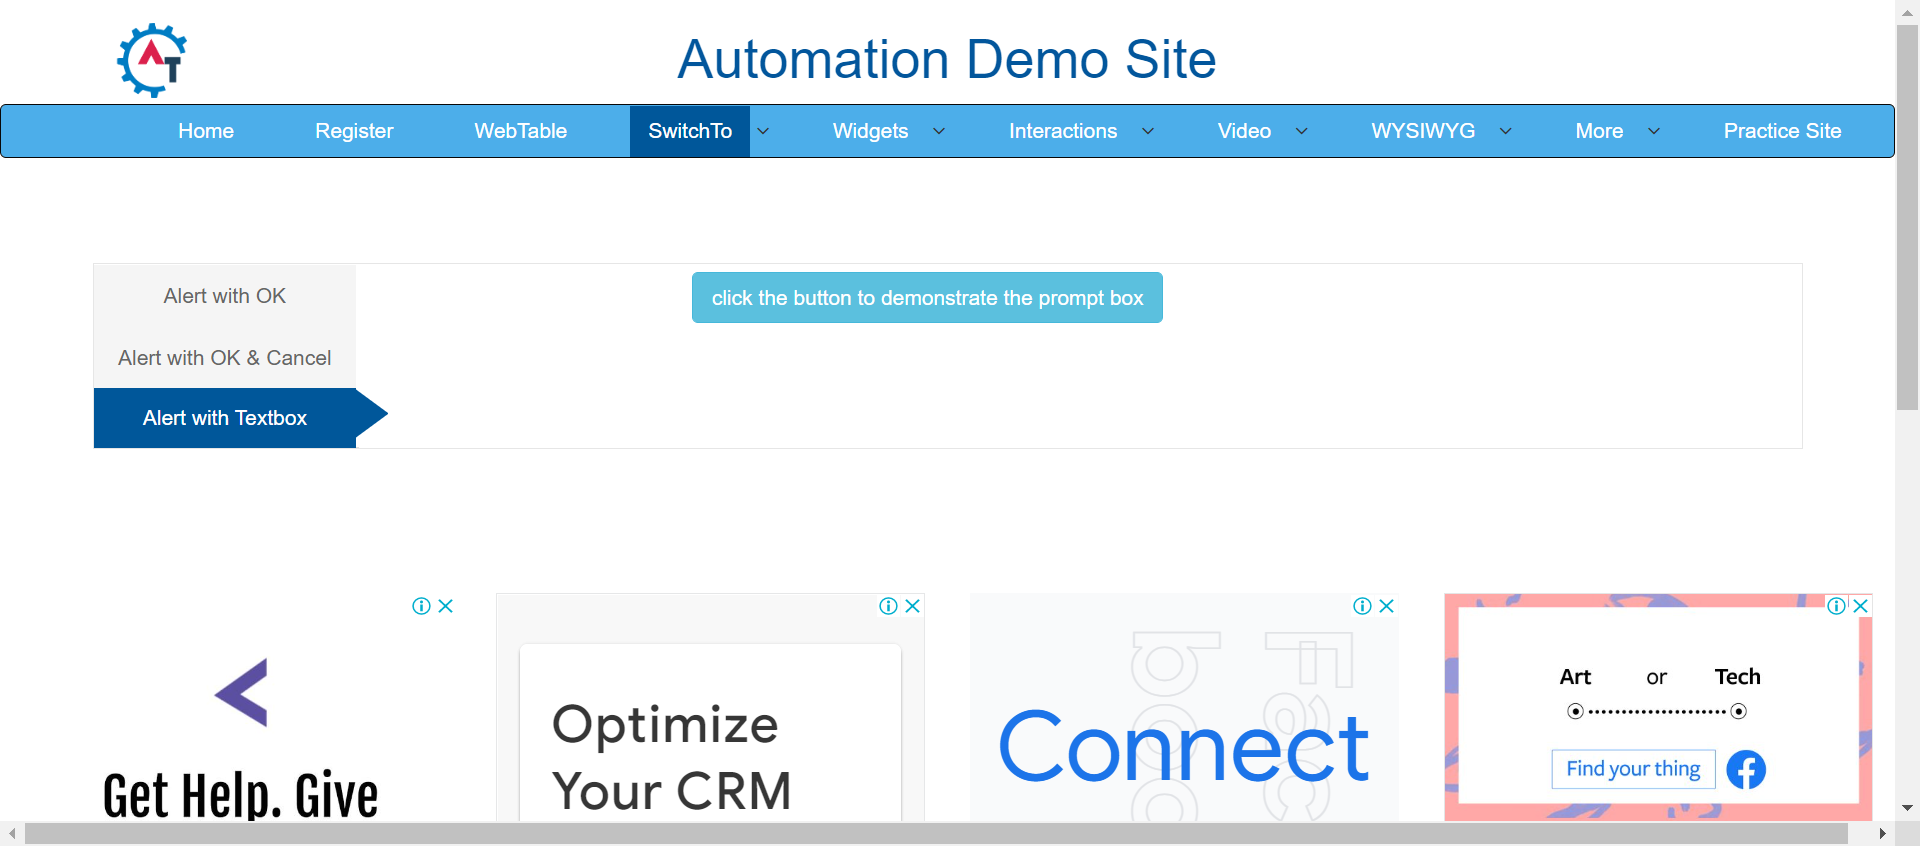 AT
Automation Demo Site
Home Register WebTable SwitchTo Widgets Interactions Video WYSIWYG More Practice Site
Alert with OK
Alert with OK & Cancel
Alert with Textbox
click the button to demonstrate the prompt box
Get Help. Give
Optimize
Your CRM
Connect
Art or Tech
Find your thing